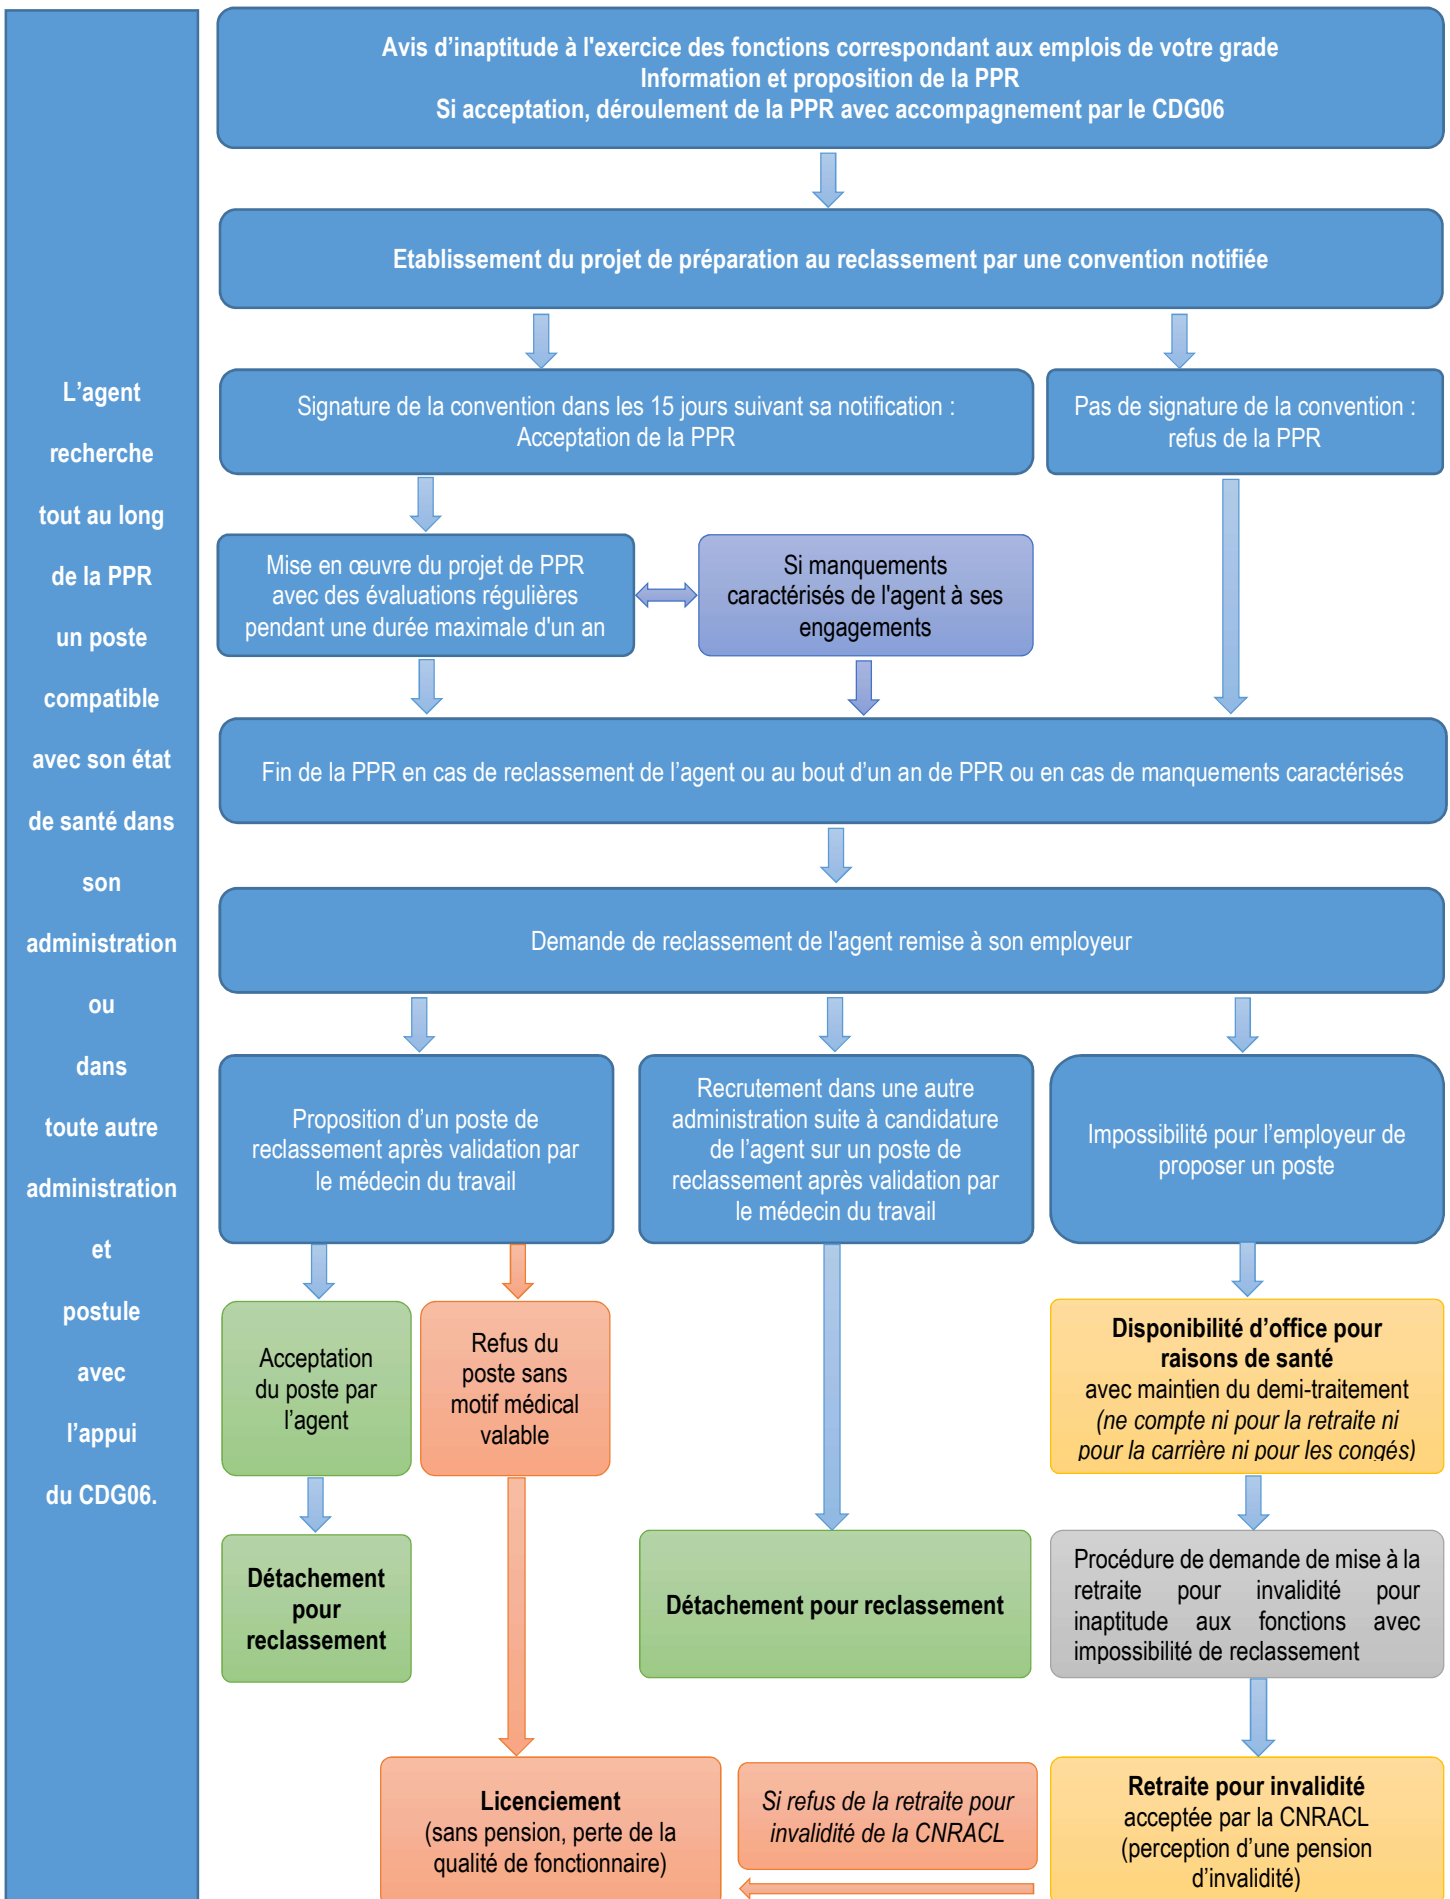 Avis d’inaptitude à l'exercice des fonctions correspondant aux emplois de votre grade
Information et proposition de la PPR
Si acceptation, déroulement de la PPR avec accompagnement par le CDG06
Etablissement du projet de préparation au reclassement par une convention notifiée
L’agent
recherche
tout au long
de la PPR
un poste
compatible
avec son état
de santé dans
son
administration
ou
dans
toute autre
administration
et
postule
avec
l’appui
du CDG06.
Signature de la convention dans les 15 jours suivant sa notification :
Acceptation de la PPR
Pas de signature de la convention :
refus de la PPR
Mise en œuvre du projet de PPR
avec des évaluations régulières
pendant une durée maximale d'un an
Si manquements
caractérisés de l'agent à ses
engagements
Fin de la PPR en cas de reclassement de l’agent ou au bout d’un an de PPR ou en cas de manquements caractérisés
Demande de reclassement de l'agent remise à son employeur
Proposition d’un poste de
reclassement après validation par
le médecin du travail
Recrutement dans une autre
administration suite à candidature
de l’agent sur un poste de
reclassement après validation par
le médecin du travail
Impossibilité pour l’employeur de
proposer un poste
Acceptation
du poste par
l’agent
Refus du
poste sans
motif médical
valable
Disponibilité d’office pour
raisons de santé
avec maintien du demi-traitement
(ne compte ni pour la retraite ni
pour la carrière ni pour les congés)
Détachement
pour
reclassement
Détachement pour reclassement
Procédure de demande de mise à la
retraite pour invalidité pour
inaptitude aux fonctions avec
impossibilité de reclassement
Licenciement
(sans pension, perte de la
qualité de fonctionnaire)
Si refus de la retraite pour
invalidité de la CNRACL
Retraite pour invalidité
acceptée par la CNRACL
(perception d’une pension
d’invalidité)